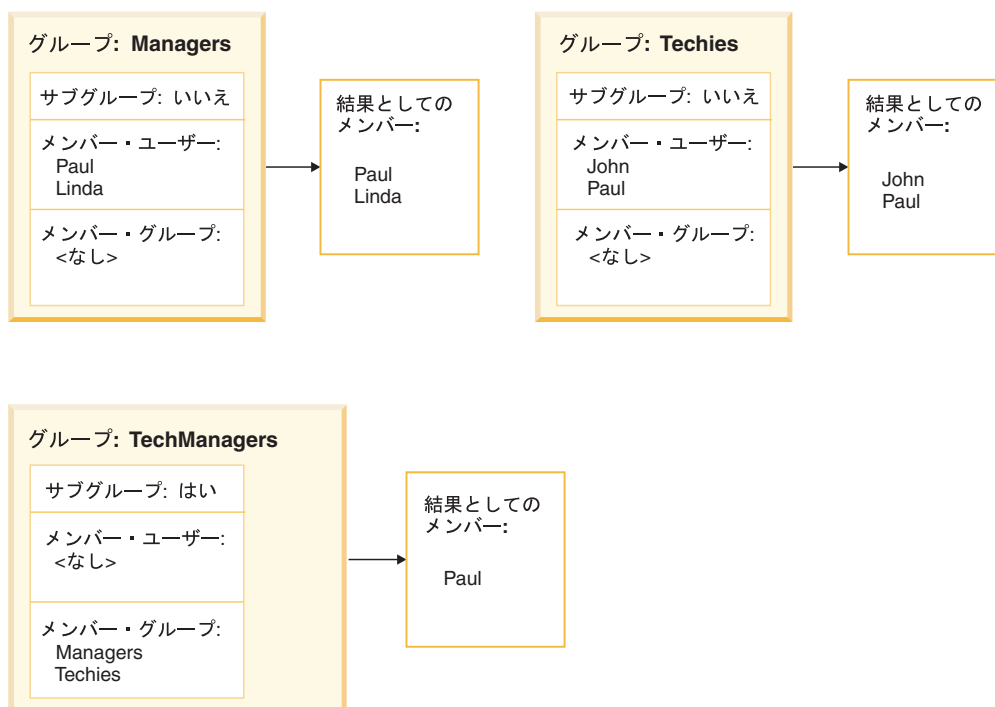 グループ: Managers
サブグループ: いいえ
メンバー・ユーザー:
Paul
Linda
メンバー・グループ:
<なし>
結果としての
メンバー:
Paul
Linda
グループ: Techies
サブグループ: いいえ
メンバー・ユーザー:
John
Paul
メンバー・グループ:
<なし>
結果としての
メンバー:
John
Paul
グループ: TechManagers
サブグループ: はい
メンバー・ユーザー:
<なし>
メンバー・グループ:
Managers
Techies
結果としての
メンバー:
Paul